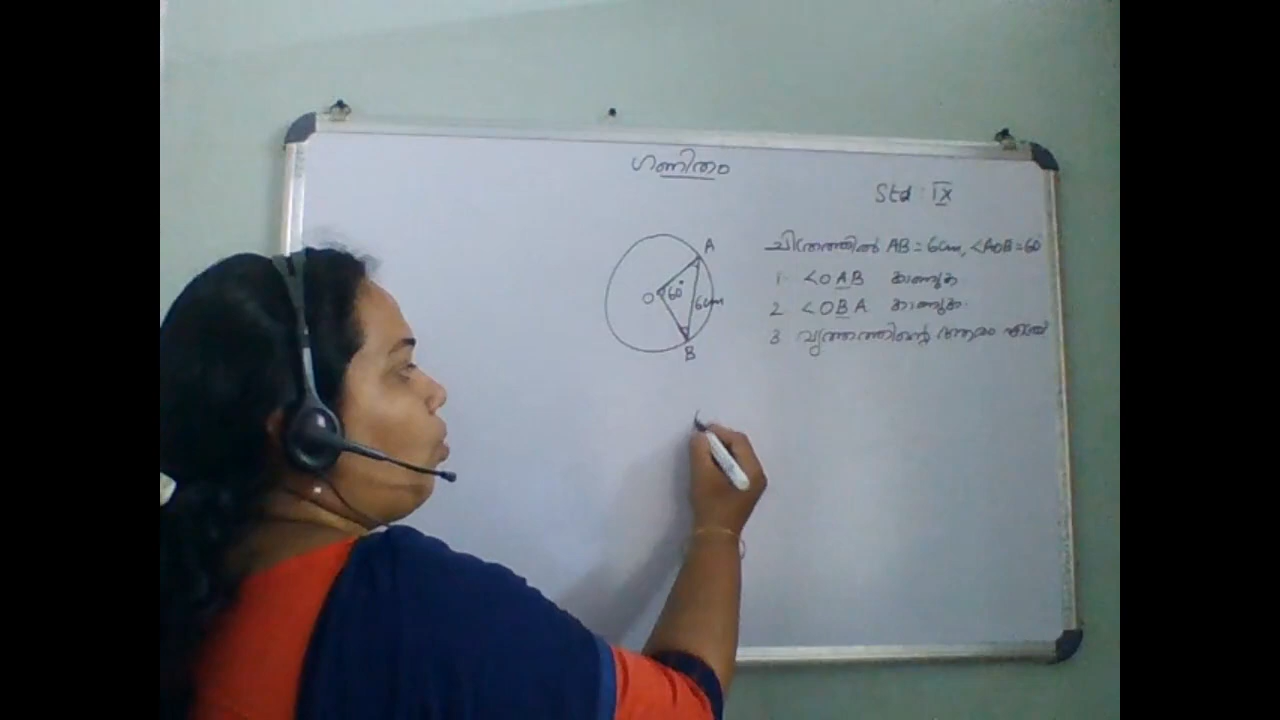 ഗണിതം
Std : IX
ചിത്രത്തിൽ AB = 6cm, <AOB = 60
1. <OAB കാണുക
2. <OBA കാണുക.
3. വൃത്തത്തിന്റെ
A
O
60°
6cm
B